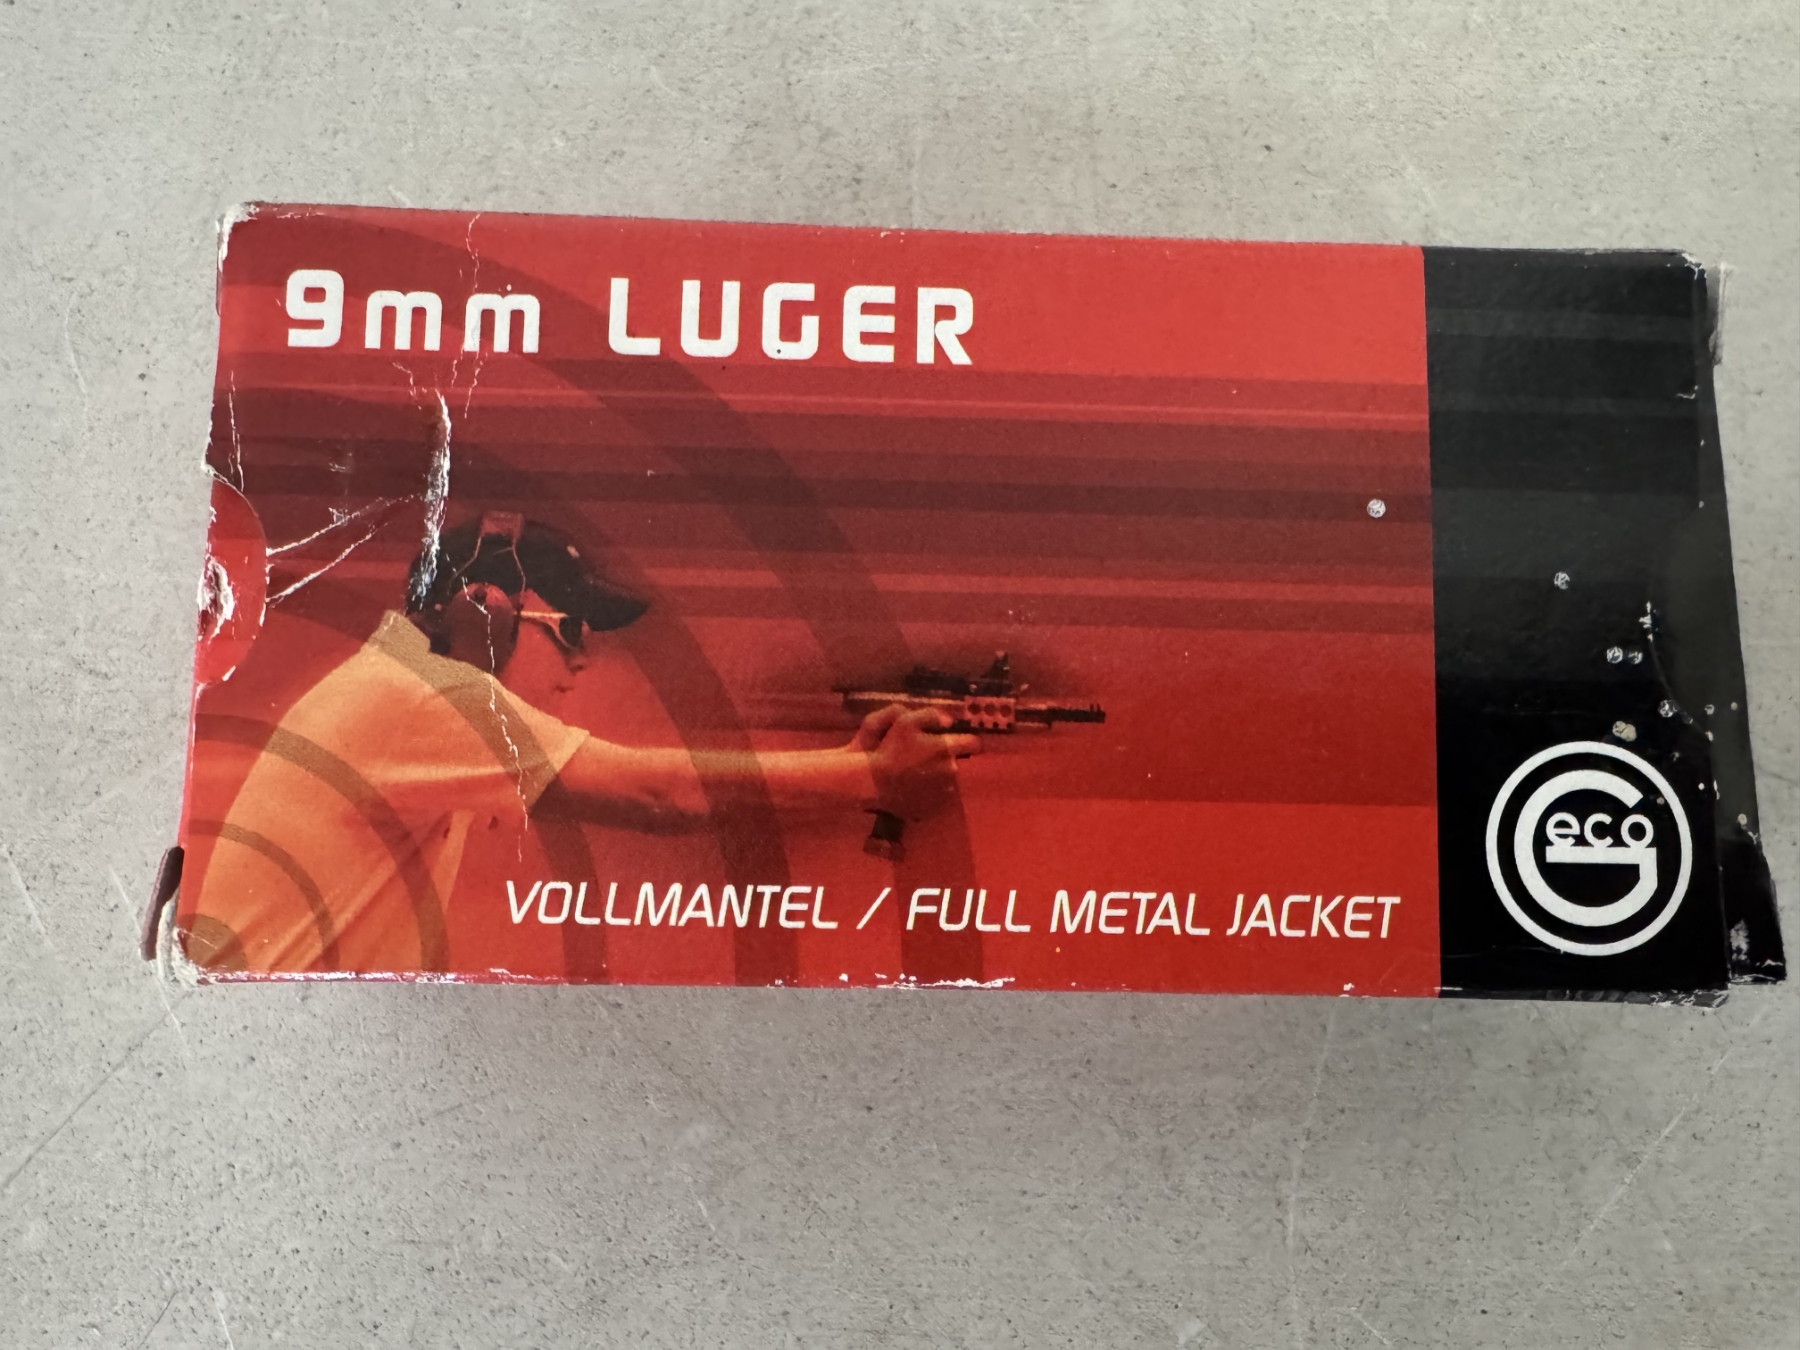 9mm LUGER
VOLLMANTEL / FULL METAL JACKET
Geco